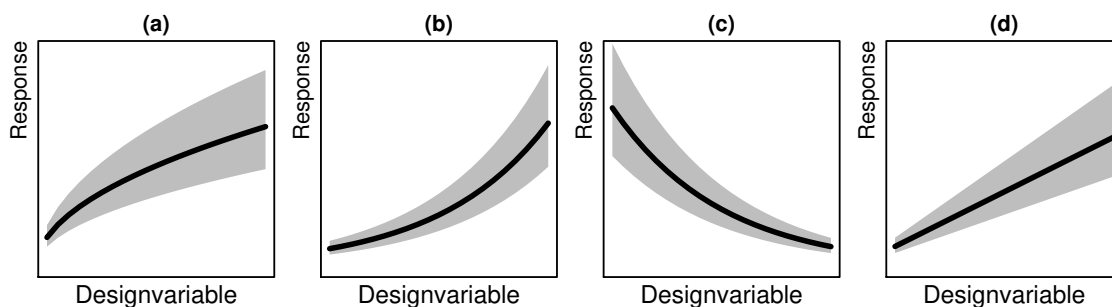 (a)
Response
Designvariable
(b)
Response
Designvariable
(c)
Response
Designvariable
(d)
Response
Designvariable